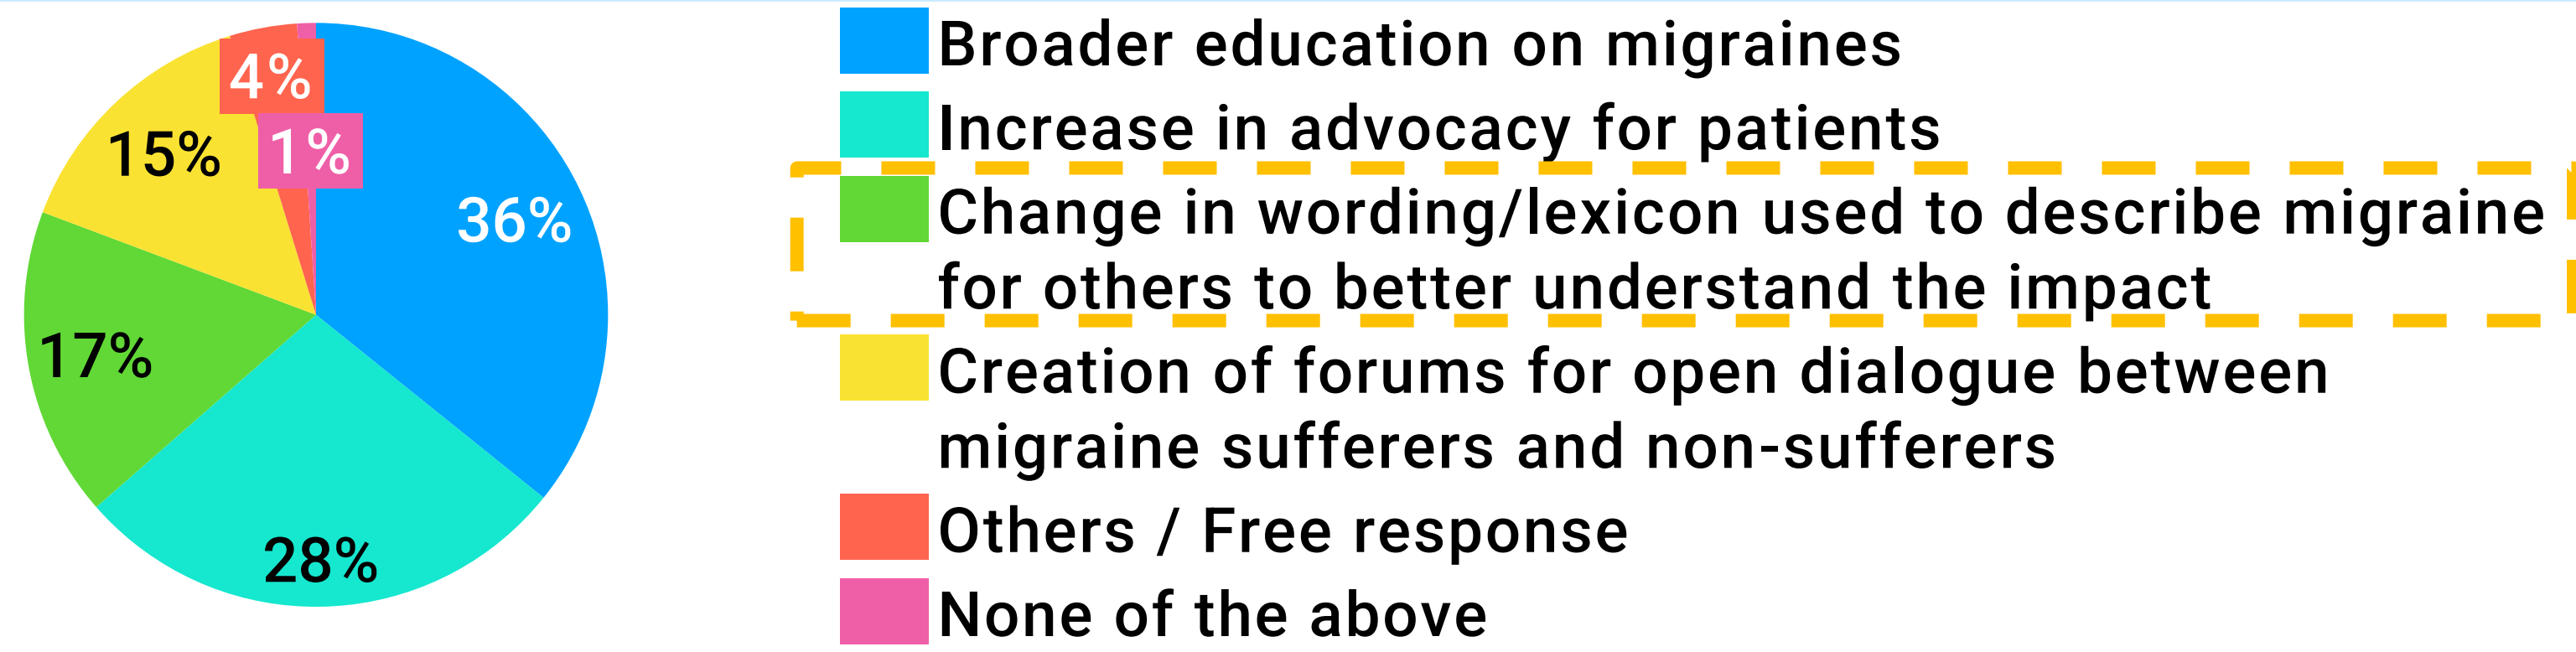 4%
1%
15%
36%
17%
28%
Broader education on migraines
Increase in advocacy for patients
Change in wording/lexicon used to describe migraine
for others to better understand the impact
Creation of forums for open dialogue between
migraine sufferers and non-sufferers
Others / Free response
None of the above